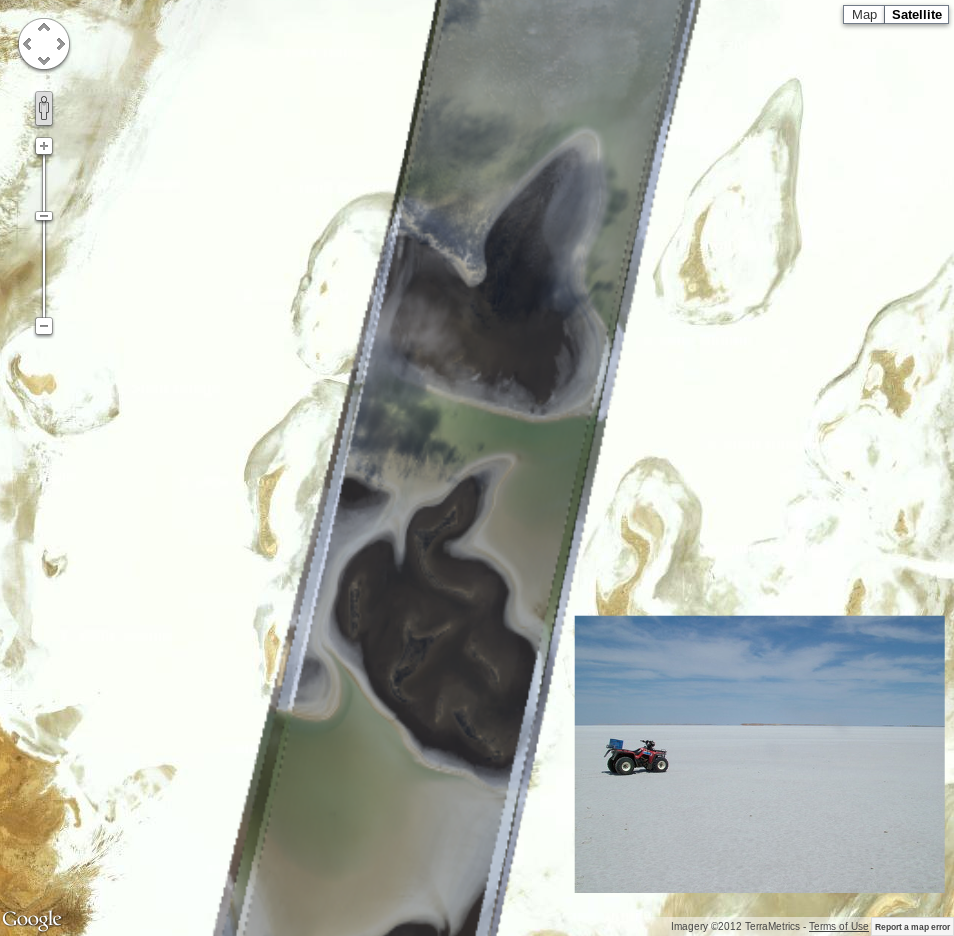 Map Satellite
Google
Imagery ©2012 TerraMetrics - Terms of Use Report a map error